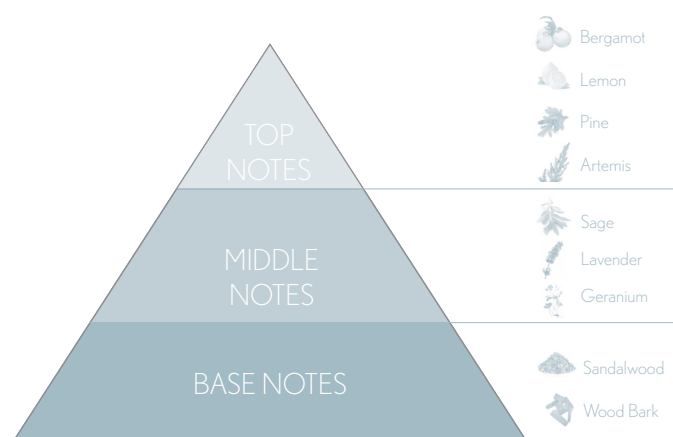 Bergamot
Lemon
Pine
Artemis
TOP
NOTES
Sage
Lavender
Geranium
MIDDLE
NOTES
Sandalwood
Wood Bark
BASE NOTES